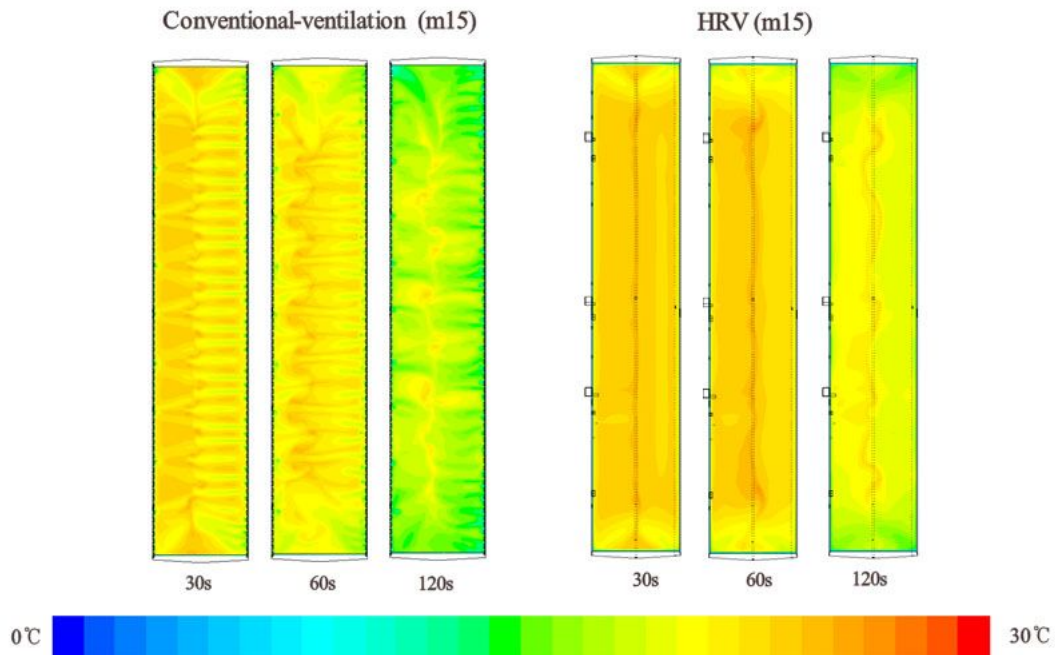 Conventional-ventilation (m15)
HRV (m15)
30s
60s
120s
30s
60s
120s
0℃
30℃